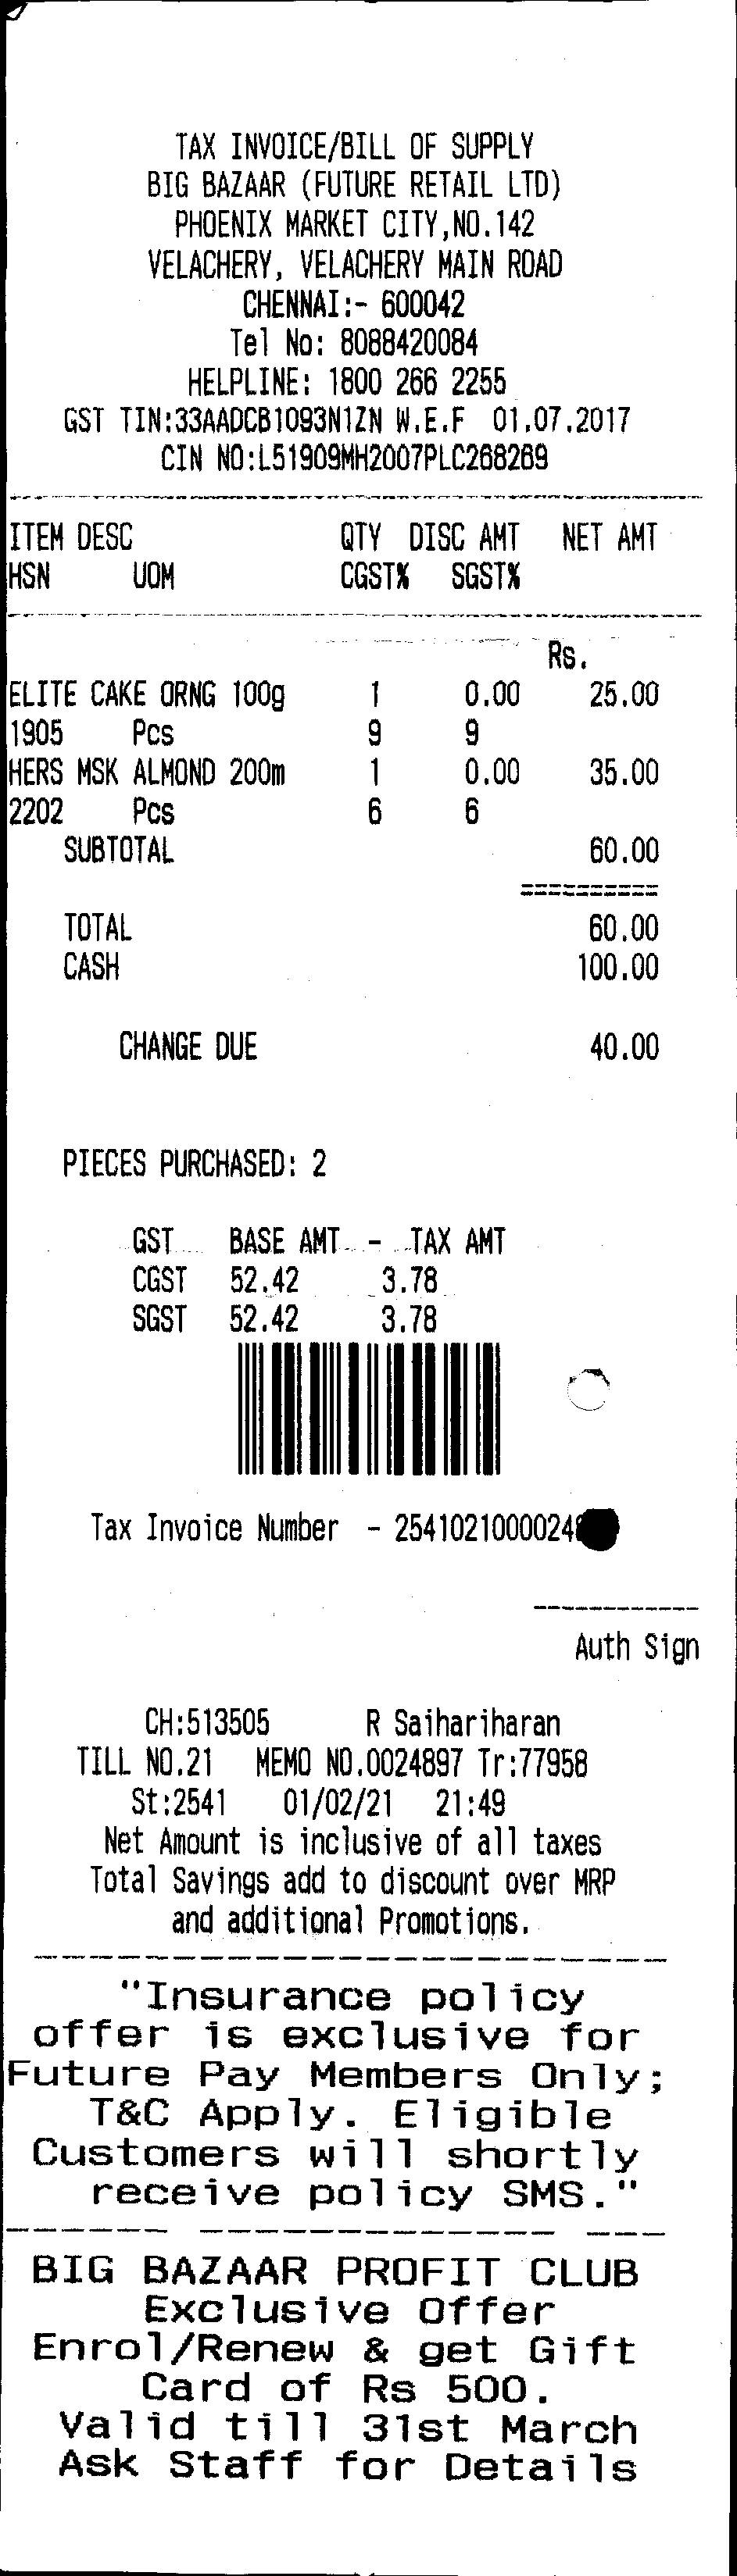 TAX INVOICE/BILL OF SUPPLY
BIG BAZAAR (FUTURE RETAIL LTD)
PHOENIX MARKET CITY,NO.142
VELACHERY, VELACHERY MAIN ROAD
CHENNAI:- 600042
Tel No: 8088420084
HELPLINE: 1800 266 2255
GST TIN:33AADCB1093N1ZN W.E.F 01.07.2017
CIN NO:L51909MH2007PLC268269
ITEM DESC QTY DISC AMT NET AMT
HSN UOM CGST% SGST%
Rs.
ELITE CAKE ORNG 100g 1 0.00 25.00
1905 Pcs 9 9
HERS MSK ALMOND 200m 1 0.00 35.00
2202 Pcs 6 6
SUBTOTAL 60.00
==========
TOTAL 60.00
CASH 100.00
CHANGE DUE 40.00
PIECES PURCHASED: 2
GST BASE AMT - TAX AMT
CGST 52.42 3.78
SGST 52.42 3.78
Tax Invoice Number -
Auth Sign
CH:513505 R Saihariharan
TILL NO.21 MEMO NO.0024897 Tr:77958
St:2541 01/02/21 21:49
Net Amount is inclusive of all taxes
Total Savings add to discount over MRP
and additional Promotions.
"Insurance policy
offer is exclusive for
Future Pay Members Only;
T&C Apply. Eligible
Customers will shortly
receive policy SMS."
BIG BAZAAR PROFIT CLUB
Exclusive Offer
Enrol/Renew & get Gift
Card of Rs 500.
Valid till 31st March
Ask Staff for Details